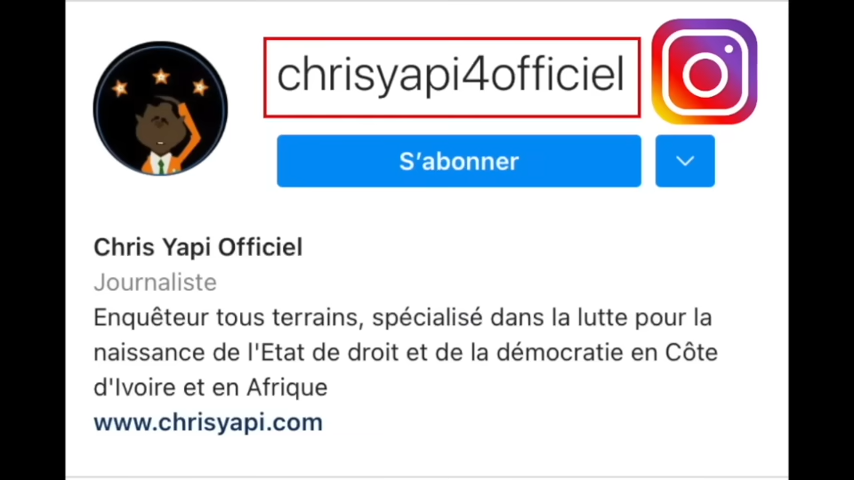 chrisyapi4officiel
S'abonner
Chris Yapi Officiel
Journaliste
Enquêteur tous terrains, spécialisé dans la lutte pour la
naissance de l'Etat de droit et de la démocratie en Côte
d'Ivoire et en Afrique
www.chrisyapi.com